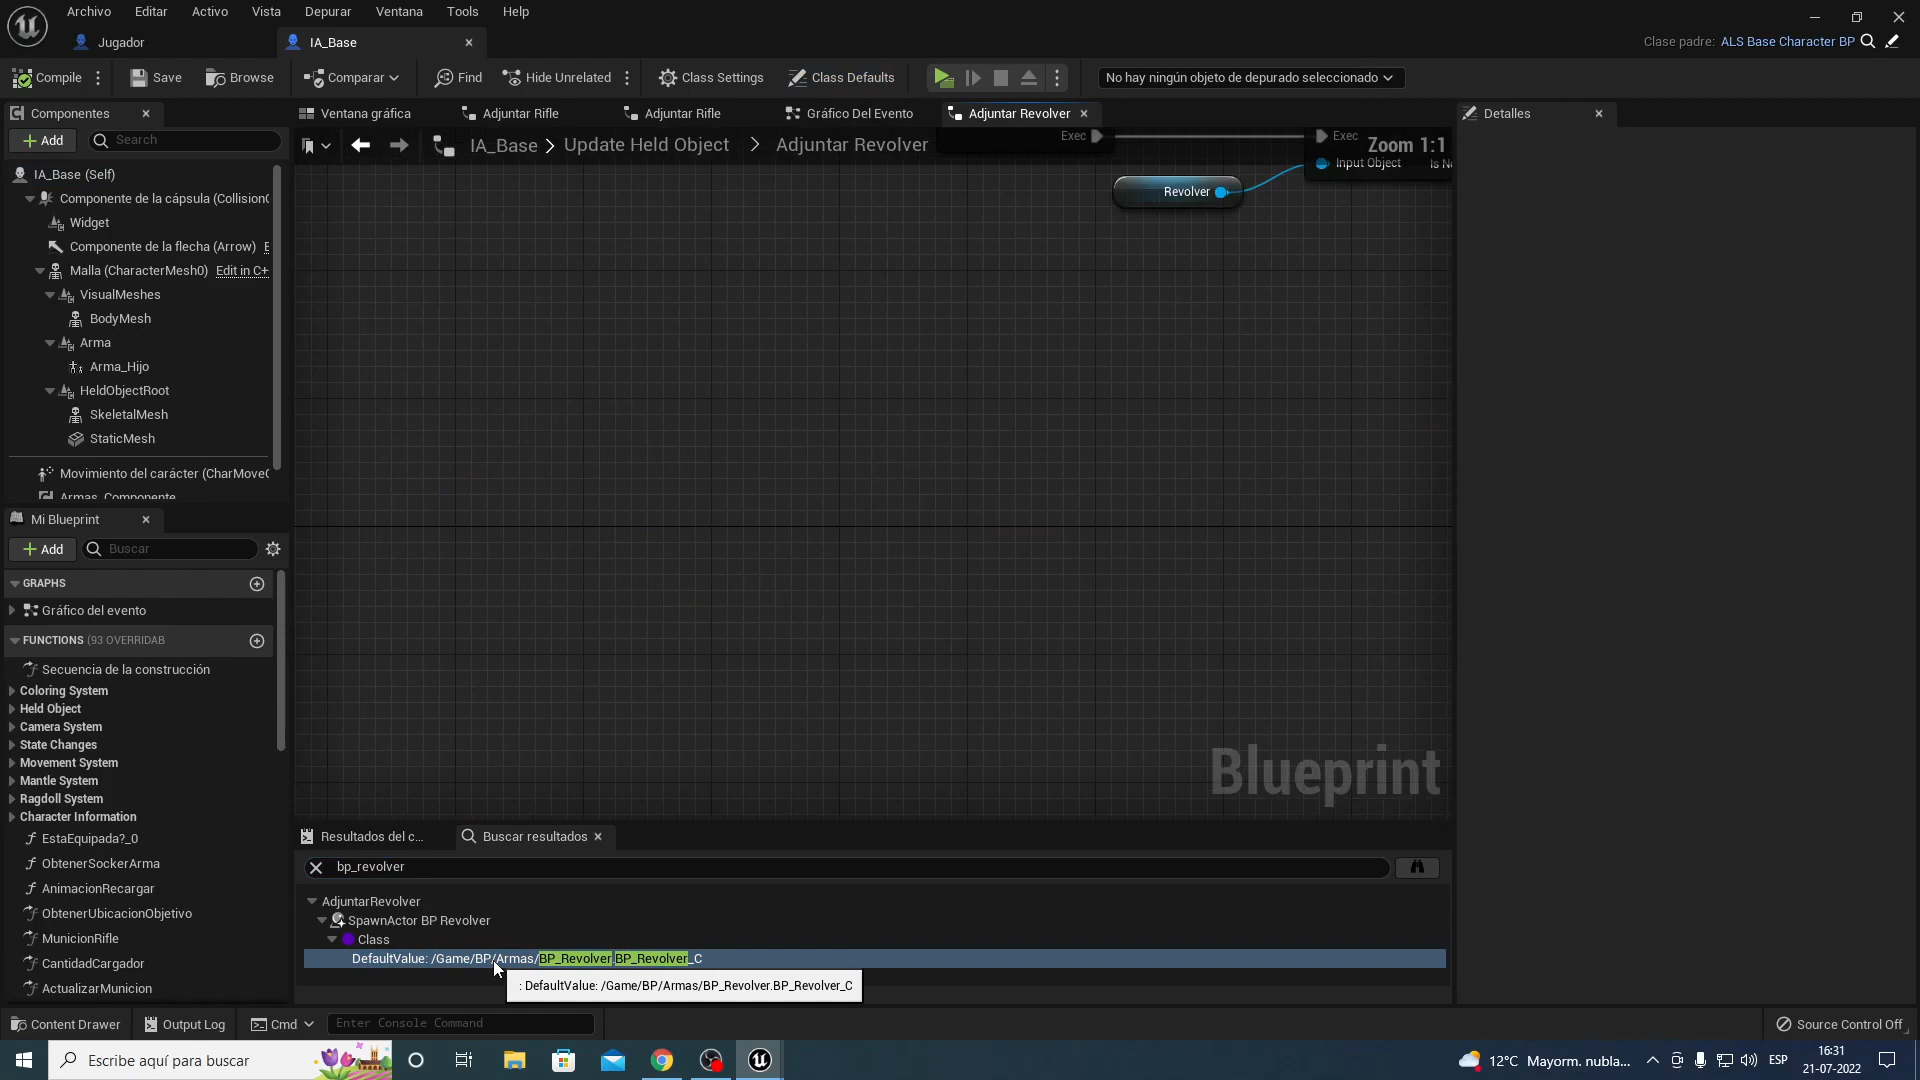 Archivo Editar Activo Vista Depurar Ventana Tools Help
Jugador
IA_Base
Clase padre: ALS Base Character BP
Compile
Save
Browse
Comparar
Find
Hide Unrelated
Class Settings
Class Defaults
No hay ningún objeto de depurado seleccionado
Componentes
Ventana gráfica
Adjuntar Rifle
Adjuntar Rifle
Gráfico Del Evento
Adjuntar Revolver
Detalles
Add
Search
IA_Base > Update Held Object > Adjuntar Revolver
Exec
Exec
Zoom 1:1
Input Object
Revolver
IA_Base (Self)
Componente de la cápsula (Collision
Widget
Componente de la flecha (Arrow) E
Malla (CharacterMesh0) Edit in C+
VisualMeshes
BodyMesh
Arma
Arma_Hijo
HeldObjectRoot
SkeletalMesh
StaticMesh
Movimiento del carácter (CharMove
Armas_Componente
Mi Blueprint
Add
Buscar
GRAPHS
Gráfico del evento
FUNCTIONS (93 OVERRIDAB
Secuencia de la construcción
Coloring System
Held Object
Camera System
State Changes
Movement System
Mantle System
Ragdoll System
Character Information
EstaEquipada?_0
ObtenerSockerArma
AnimacionRecargar
ObtenerUbicacionObjetivo
MunicionRifle
CantidadCargador
ActualizarMunicion
Blueprint
Resultados del c...
Buscar resultados
bp_revolver
AdjuntarRevolver
SpawnActor BP Revolver
Class
DefaultValue: /Game/BP/Armas/BP_Revolver.BP_Revolver_C
: DefaultValue: /Game/BP/Armas/BP_Revolver.BP_Revolver_C
Content Drawer
Output Log
Cmd
Enter Console Command
Source Control Off
Escribe aquí para buscar
12°C Mayorm. nubla...
ESP
16:31
21-07-2022